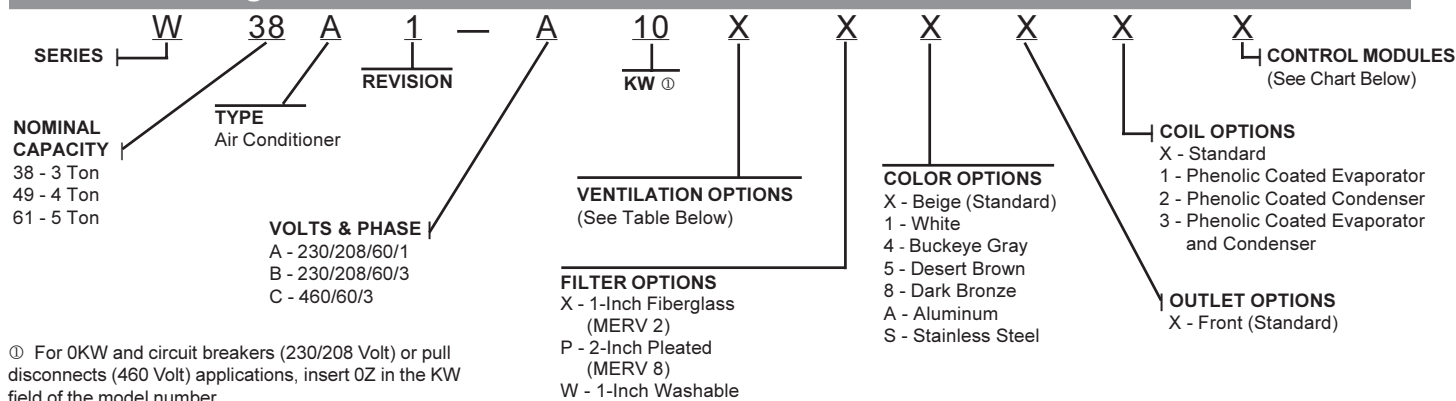 W 38 A 1 — A 10 X X X X X X
SERIES
NOMINAL
CAPACITY
38 - 3 Ton
49 - 4 Ton
61 - 5 Ton
TYPE
Air Conditioner
REVISION
VOLTS & PHASE
A - 230/208/60/1
B - 230/208/60/3
C - 460/60/3
KW ①
VENTILATION OPTIONS
(See Table Below)
FILTER OPTIONS
X - 1-Inch Fiberglass
(MERV 2)
P - 2-Inch Pleated
(MERV 8)
W - 1-Inch Washable
COLOR OPTIONS
X - Beige (Standard)
1 - White
4 - Buckeye Gray
5 - Desert Brown
8 - Dark Bronze
A - Aluminum
S - Stainless Steel
OUTLET OPTIONS
X - Front (Standard)
COIL OPTIONS
X - Standard
1 - Phenolic Coated Evaporator
2 - Phenolic Coated Condenser
3 - Phenolic Coated Evaporator
and Condenser
CONTROL MODULES
(See Chart Below)
① For 0KW and circuit breakers (230/208 Volt) or pull
disconnects (460 Volt) applications, insert 0Z in the KW
field of the model number